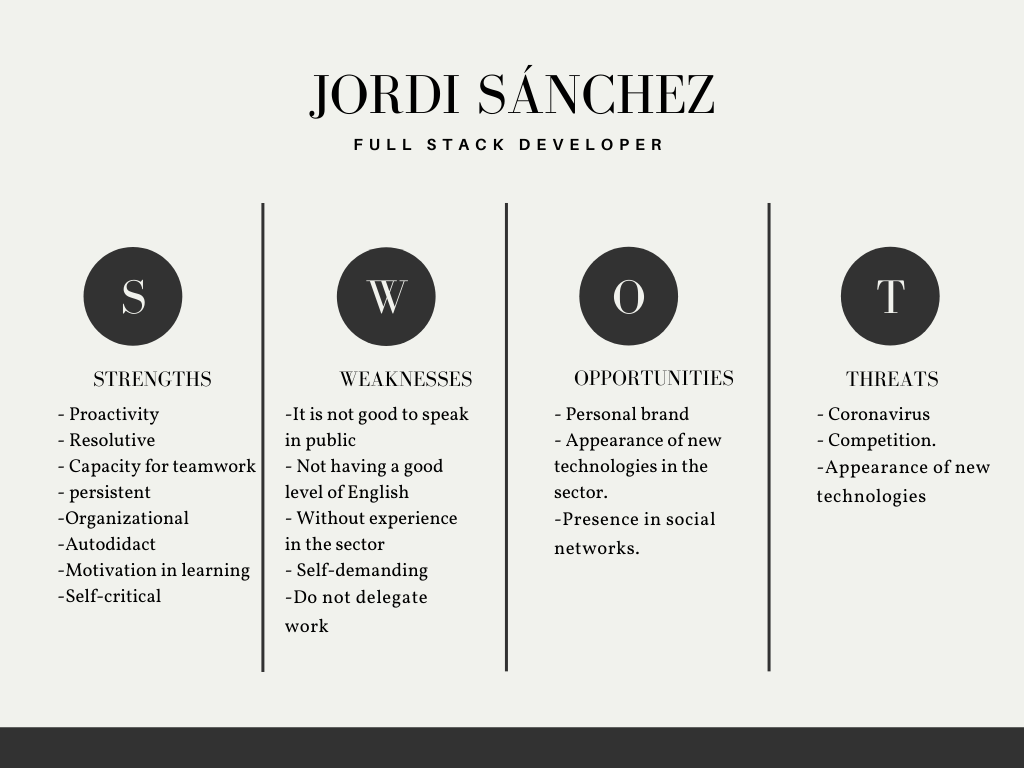 JORDI SÁNCHEZ
FULL STACK DEVELOPER
S
STRENGTHS
- Proactivity
- Resolutive
- Capacity for teamwork
- persistent
-Organizational
-Autodidact
-Motivation in learning
-Self-critical
W
WEAKNESSES
-It is not good to speak
in public
- Not having a good
level of English
- Without experience
in the sector
- Self-demanding
-Do not delegate
work
O
OPPORTUNITIES
- Personal brand
- Appearance of new
technologies in the
sector.
-Presence in social
networks.
T
THREATS
- Coronavirus
- Competition.
-Appearance of new
technologies